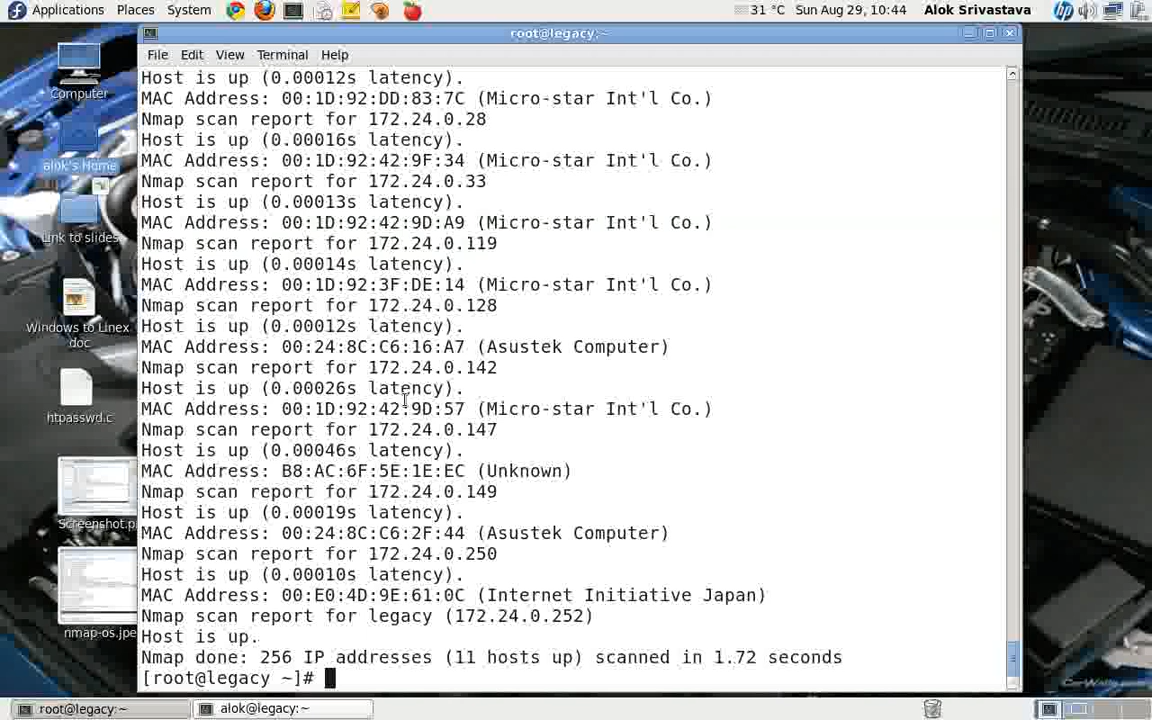 Applications Places System 31 °C Sun Aug 29, 10:44 Alok Srivastava
root@legacy:~
File Edit View Terminal Help
Host is up (0.00012s latency).
MAC Address: 00:1D:92:DD:83:7C (Micro-star Int'l Co.)
Nmap scan report for 172.24.0.28
Host is up (0.00016s latency).
MAC Address: 00:1D:92:42:9F:34 (Micro-star Int'l Co.)
Nmap scan report for 172.24.0.33
Host is up (0.00013s latency).
MAC Address: 00:1D:92:42:9D:A9 (Micro-star Int'l Co.)
Nmap scan report for 172.24.0.119
Host is up (0.00014s latency).
MAC Address: 00:1D:92:3F:DE:14 (Micro-star Int'l Co.)
Nmap scan report for 172.24.0.128
Host is up (0.00012s latency).
MAC Address: 00:24:8C:C6:16:A7 (Asustek Computer)
Nmap scan report for 172.24.0.142
Host is up (0.00026s latency).
MAC Address: 00:1D:92:42:9D:57 (Micro-star Int'l Co.)
Nmap scan report for 172.24.0.147
Host is up (0.00046s latency).
MAC Address: B8:AC:6F:5E:1E:EC (Unknown)
Nmap scan report for 172.24.0.149
Host is up (0.00019s latency).
MAC Address: 00:24:8C:C6:2F:44 (Asustek Computer)
Nmap scan report for 172.24.0.250
Host is up (0.00010s latency).
MAC Address: 00:E0:4D:9E:61:0C (Internet Initiative Japan)
Nmap scan report for legacy (172.24.0.252)
Host is up.
Nmap done: 256 IP addresses (11 hosts up) scanned in 1.72 seconds
[root@legacy ~]#
Computer
alok's Home
Link to slides
Windows to Linex
doc
htpasswd.c
Screenshot.p
nmap-os.jpe
CarWallz.com
root@legacy:~ alok@legacy:~